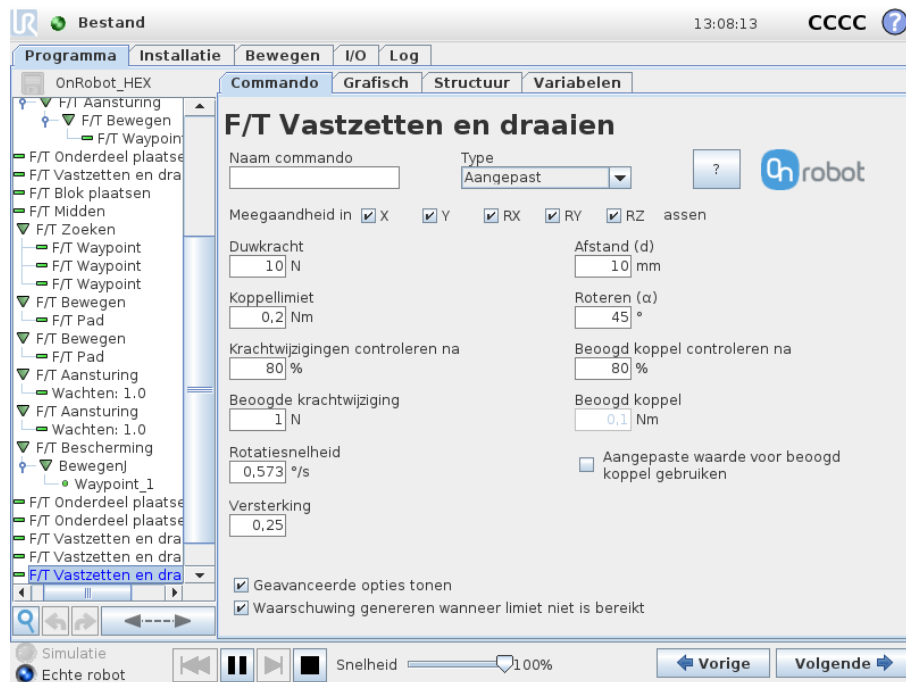 Bestand
13:08:13
CCCC
?
Programma
Installatie
Bewegen
I/O
Log
OnRobot_HEX
Commando
Grafisch
Structuur
Variabelen
F/T Aansturing
F/T Bewegen
F/T Waypoin
F/T Onderdeel plaatse
F/T Vastzetten en dra
F/T Blok plaatsen
F/T Midden
F/T Zoeken
F/T Waypoint
F/T Waypoint
F/T Waypoint
F/T Bewegen
F/T Pad
F/T Bewegen
F/T Pad
F/T Aansturing
Wachten: 1.0
F/T Aansturing
Wachten: 1.0
F/T Bescherming
BewegenJ
Waypoint_1
F/T Onderdeel plaatse
F/T Onderdeel plaatse
F/T Vastzetten en dra
F/T Vastzetten en dra
F/T Vastzetten en dra
F/T Vastzetten en draaien
Naam commando
Type
Aangepast
?
On robot
Meegaandheid in X Y RX RY RZ assen
Duwkracht
10 N
Afstand (d)
10 mm
Koppellimiet
0,2 Nm
Roteren (α)
45 °
Krachtwijzigingen controleren na
80 %
Beoogd koppel controleren na
80 %
Beoogde krachtwijziging
1 N
Beoogd koppel
0,1 Nm
Rotatiesnelheid
0,573 °/s
Aangepaste waarde voor beoogd
koppel gebruiken
Versterking
0,25
Geavanceerde opties tonen
Waarschuwing genereren wanneer limiet niet is bereikt
Simulatie
Echte robot
Snelheid
100%
Vorige
Volgende